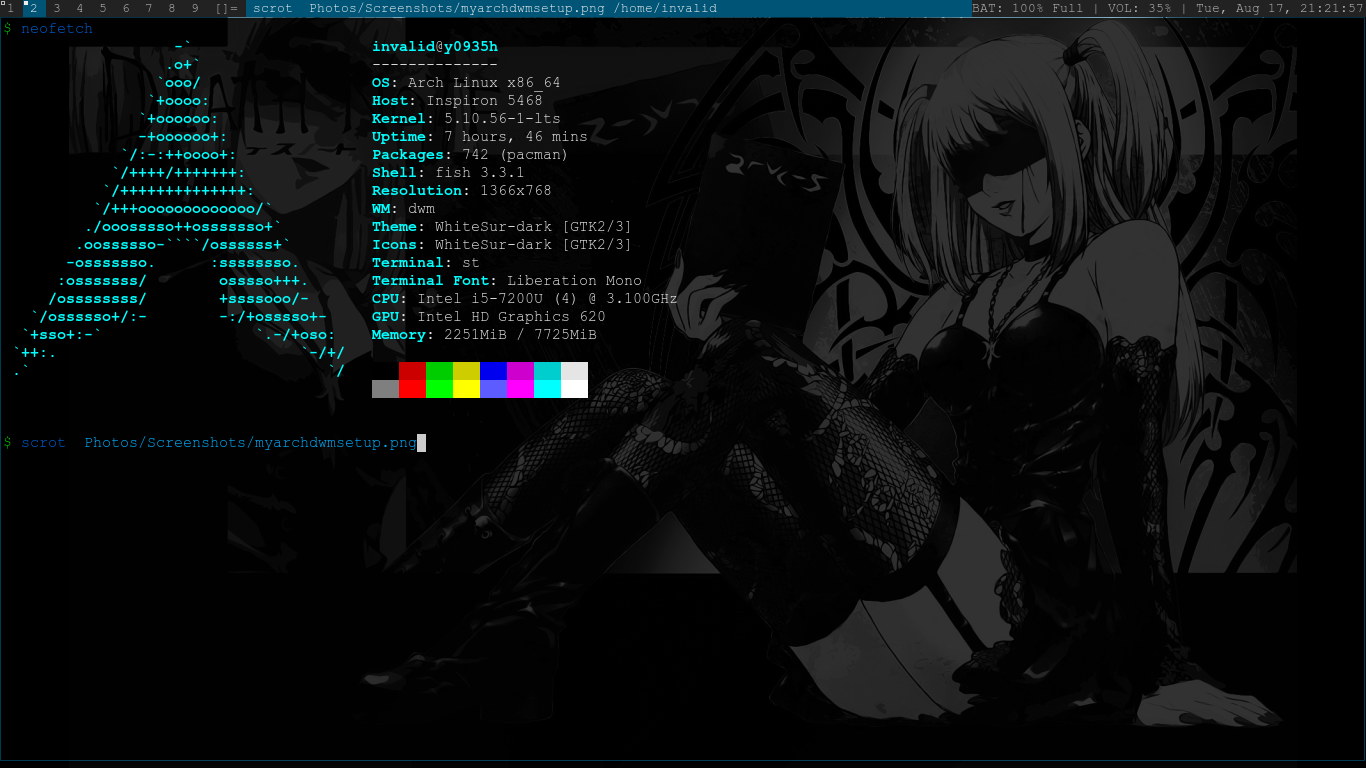 1 2 3 4 5 6 7 8 9 []= scrot  Photos/Screenshots/myarchdwmsetup.png /home/invalid BAT: 100% Full | VOL: 35% | Tue, Aug 17, 21:21:57
$ neofetch
                  -`                    invalid@y0935h
                 .o+`                   --------------
                `ooo/                   OS: Arch Linux x86_64
               `+oooo:                  Host: Inspiron 5468
              `+oooooo:                 Kernel: 5.10.56-1-lts
              -+oooooo+:                Uptime: 7 hours, 46 mins
            `/:-:++oooo+:               Packages: 742 (pacman)
           `/++++/+++++++:              Shell: fish 3.3.1
          `/++++++++++++++:             Resolution: 1366x768
         `/+++ooooooooooooo/`           WM: dwm
        ./ooosssso++osssssso+`          Theme: WhiteSur-dark [GTK2/3]
       .oossssso-````/ossssss+`         Icons: WhiteSur-dark [GTK2/3]
      -osssssso.      :ssssssso.        Terminal: st
     :osssssss/        osssso+++.       Terminal Font: Liberation Mono
    /ossssssss/        +ssssooo/-       CPU: Intel i5-7200U (4) @ 3.100GHz
  `/ossssso+/:-        -:/+osssso+-     GPU: Intel HD Graphics 620
 `+sso+:-`                 `.-/+oso:    Memory: 2251MiB / 7725MiB
`++:.                           `-/+/
.`                                 `/
$ scrot  Photos/Screenshots/myarchdwmsetup.png